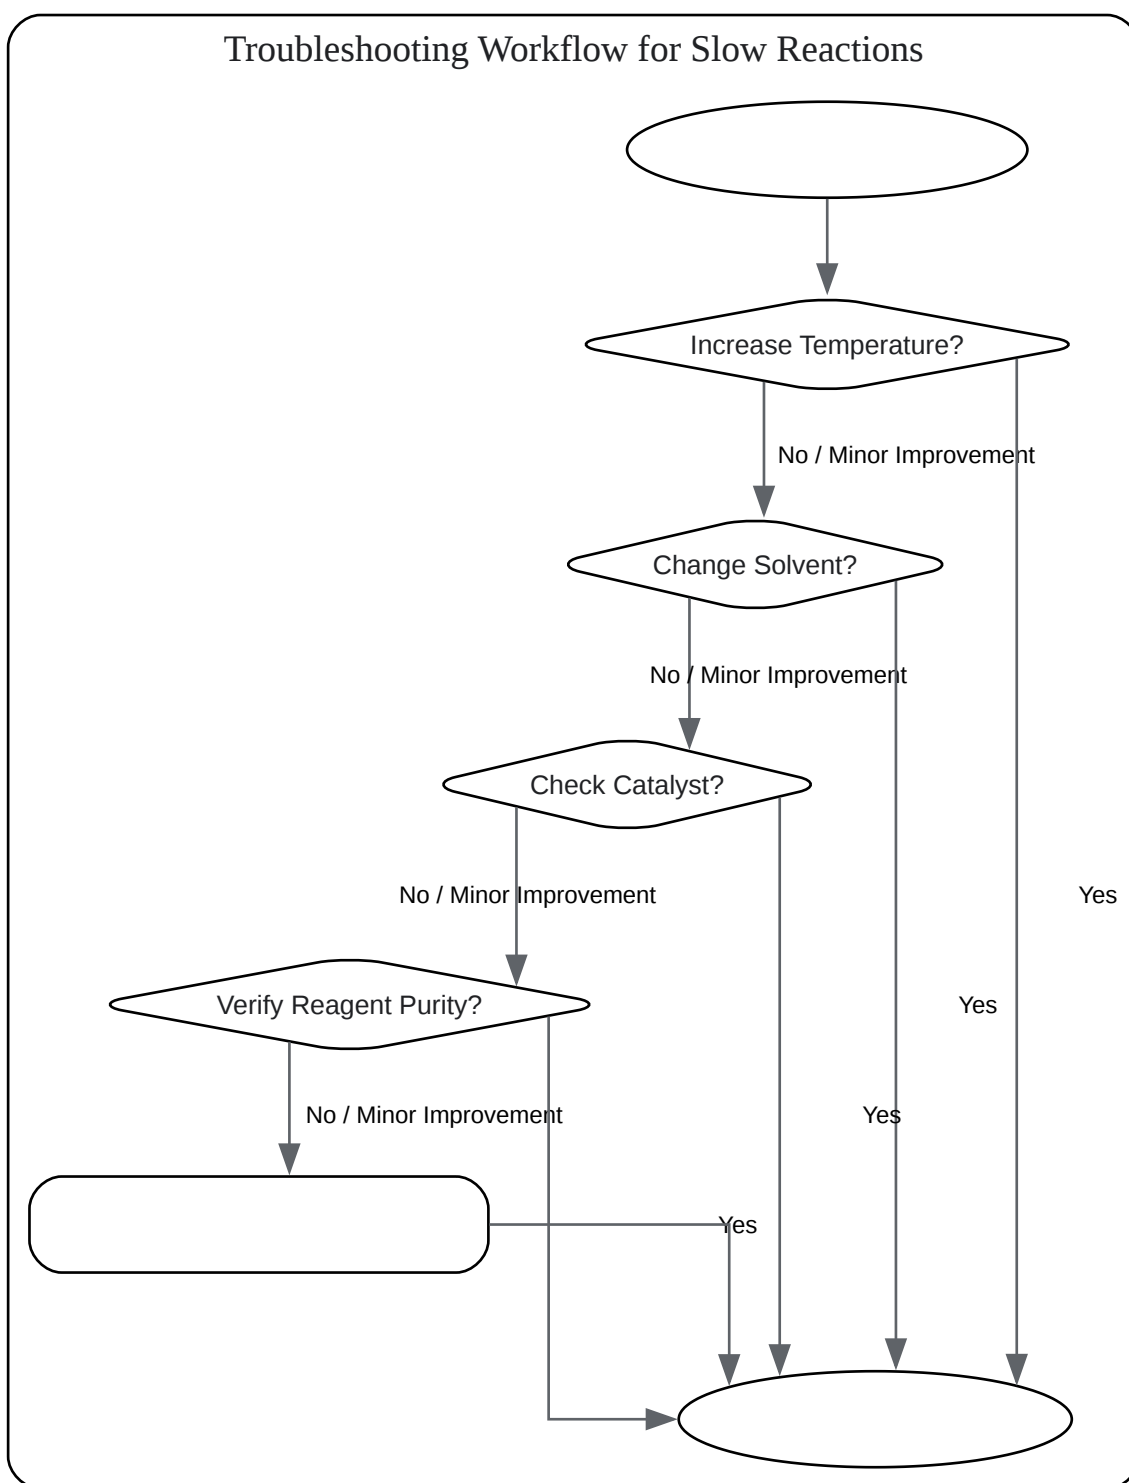 Troubleshooting Workflow for Slow Reactions
Increase Temperature?
No / Minor Improvement
Change Solvent?
No / Minor Improvement
Check Catalyst?
No / Minor Improvement
Yes
Verify Reagent Purity?
Yes
No / Minor Improvement
Yes
Yes